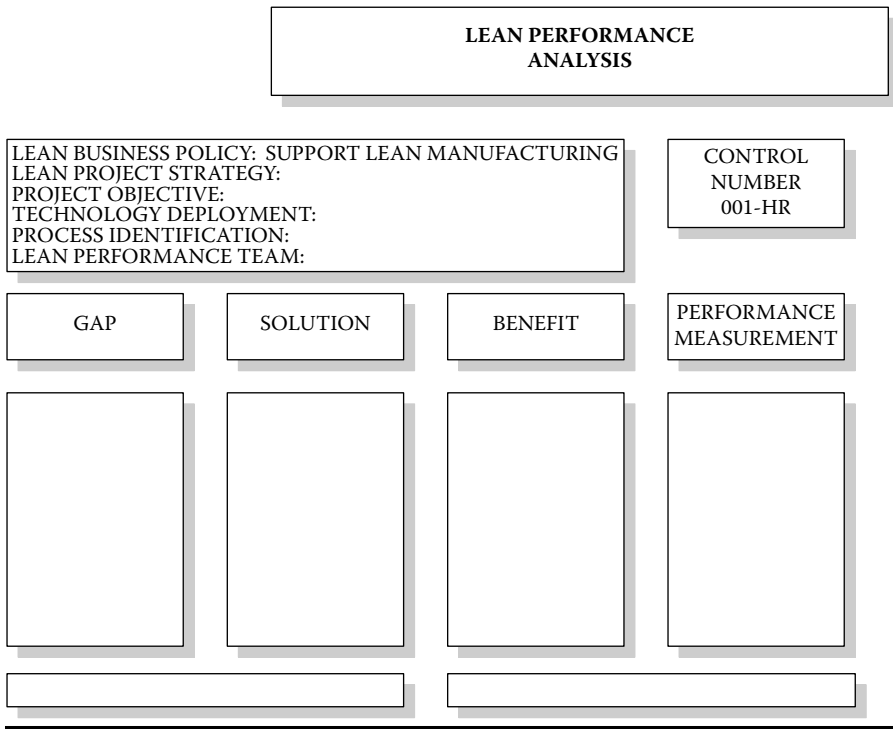 LEAN PERFORMANCE
ANALYSIS
LEAN BUSINESS POLICY: SUPPORT LEAN MANUFACTURING
LEAN PROJECT STRATEGY:
PROJECT OBJECTIVE:
TECHNOLOGY DEPLOYMENT:
PROCESS IDENTIFICATION:
LEAN PERFORMANCE TEAM:
CONTROL
NUMBER
001-HR
GAP
SOLUTION
BENEFIT
PERFORMANCE
MEASUREMENT